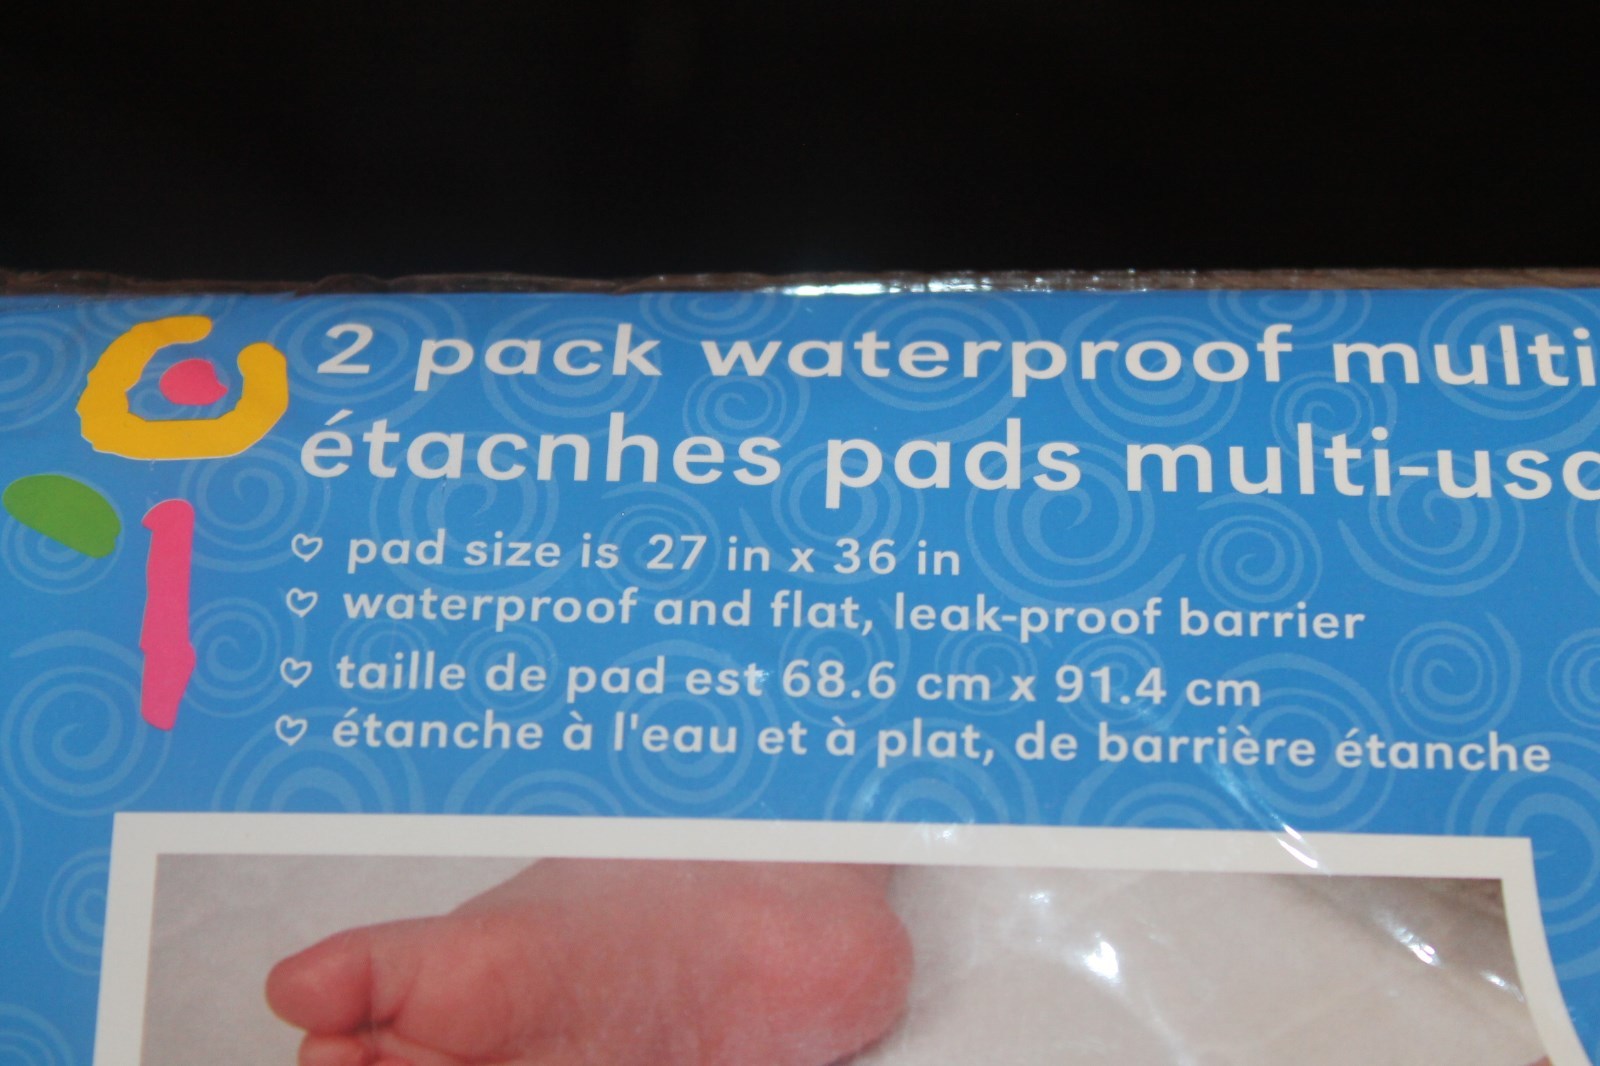 2 pack waterproof multi
étacnhes pads multi-usa
♡ pad size is 27 in x 36 in
♡ waterproof and flat, leak-proof barrier
♡ taille de pad est 68.6 cm x 91.4 cm
♡ étanche à l'eau et à plat, de barrière étanche